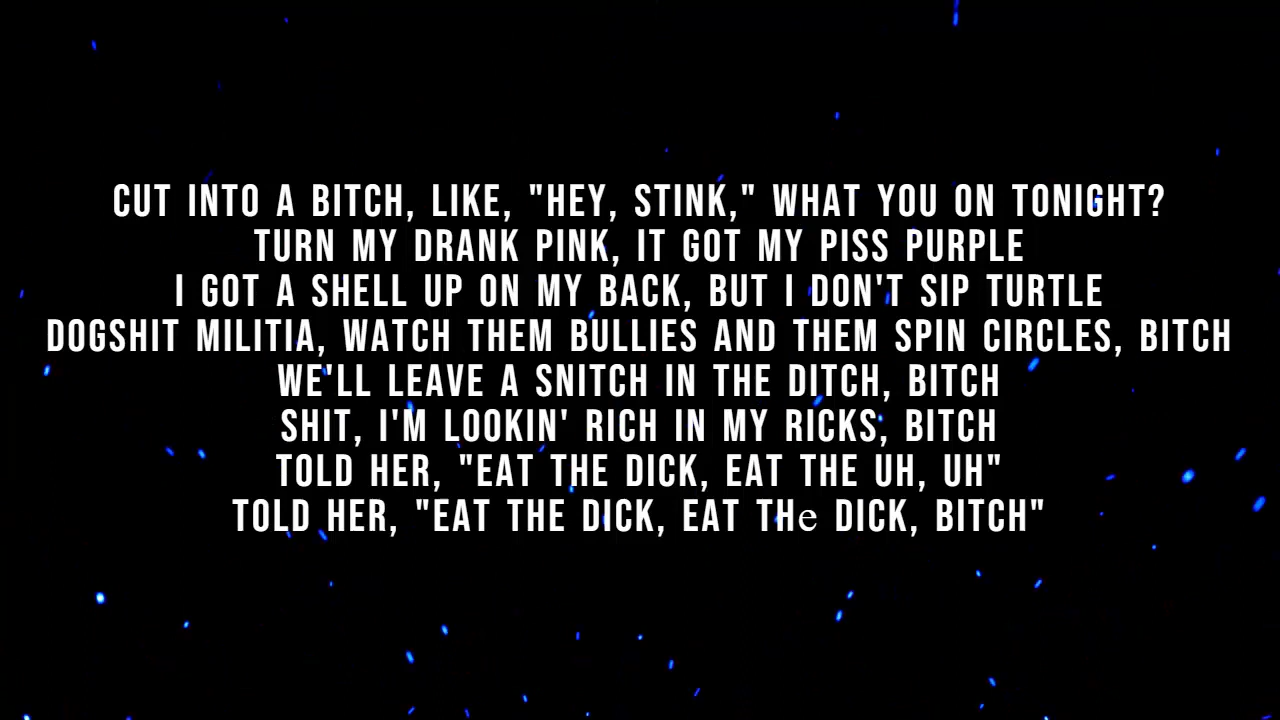 CUT INTO A BITCH, LIKE, "HEY, STINK," WHAT YOU ON TONIGHT?
TURN MY DRANK PINK, IT GOT MY PISS PURPLE
I GOT A SHELL UP ON MY BACK, BUT I DON'T SIP TURTLE
DOGSHIT MILITIA, WATCH THEM BULLIES AND THEM SPIN CIRCLES, BITCH
WE'LL LEAVE A SNITCH IN THE DITCH, BITCH
SHIT, I'M LOOKIN' RICH IN MY RICKS, BITCH
TOLD HER, "EAT THE DICK, EAT THE UH, UH"
TOLD HER, "EAT THE DICK, EAT THe DICK, BITCH"